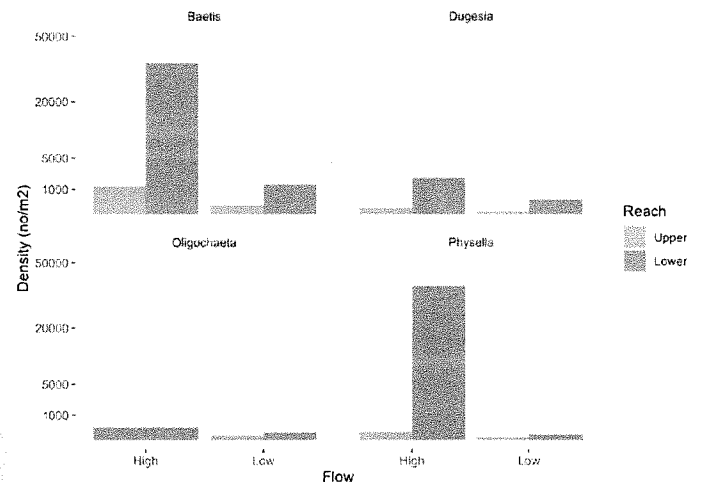 Baetis
Dugesia
50000
20000
5000
1000
Density (no/m2)
Oligochaeta
Physella
50000
20000
5000
1000
High
Low
High
Low
Flow
Reach
Upper
Lower